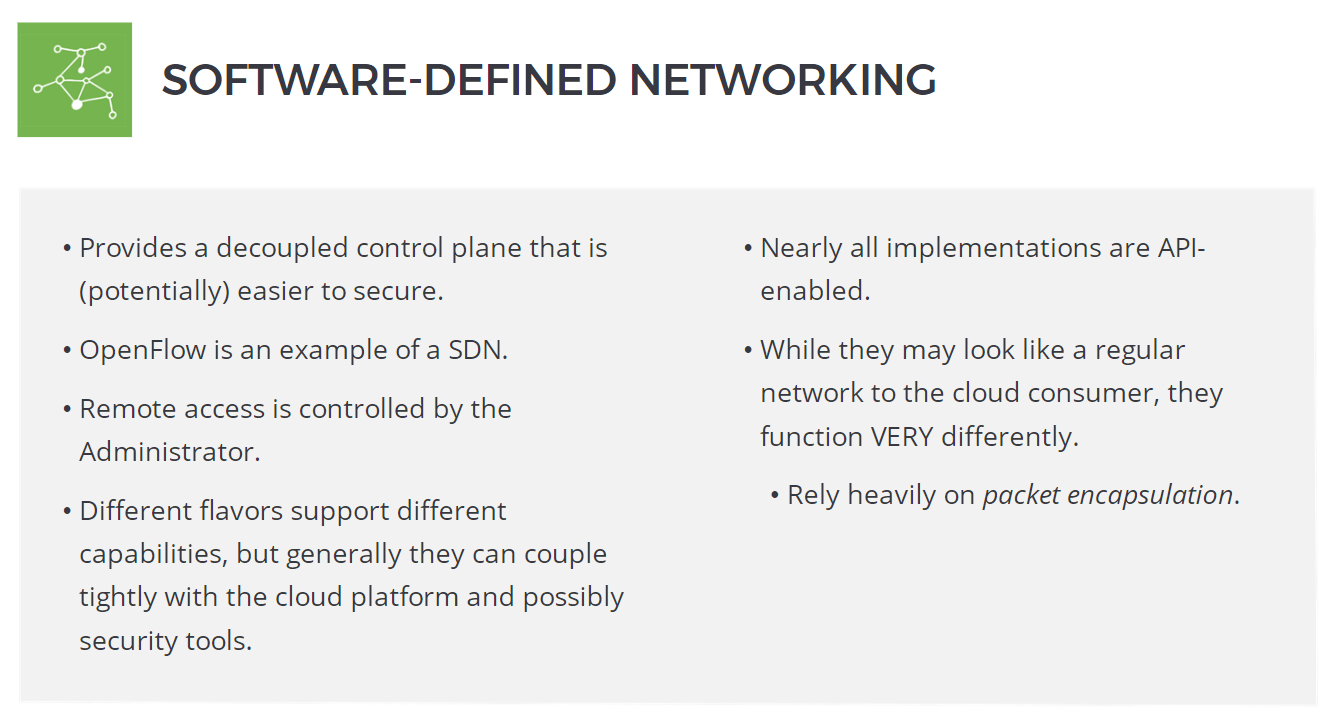 SOFTWARE-DEFINED NETWORKING
• Provides a decoupled control plane that is
(potentially) easier to secure.
• OpenFlow is an example of a SDN.
• Remote access is controlled by the
Administrator.
• Different flavors support different
capabilities, but generally they can couple
tightly with the cloud platform and possibly
security tools.
• Nearly all implementations are API-
enabled.
• While they may look like a regular
network to the cloud consumer, they
function VERY differently.
• Rely heavily on packet encapsulation.